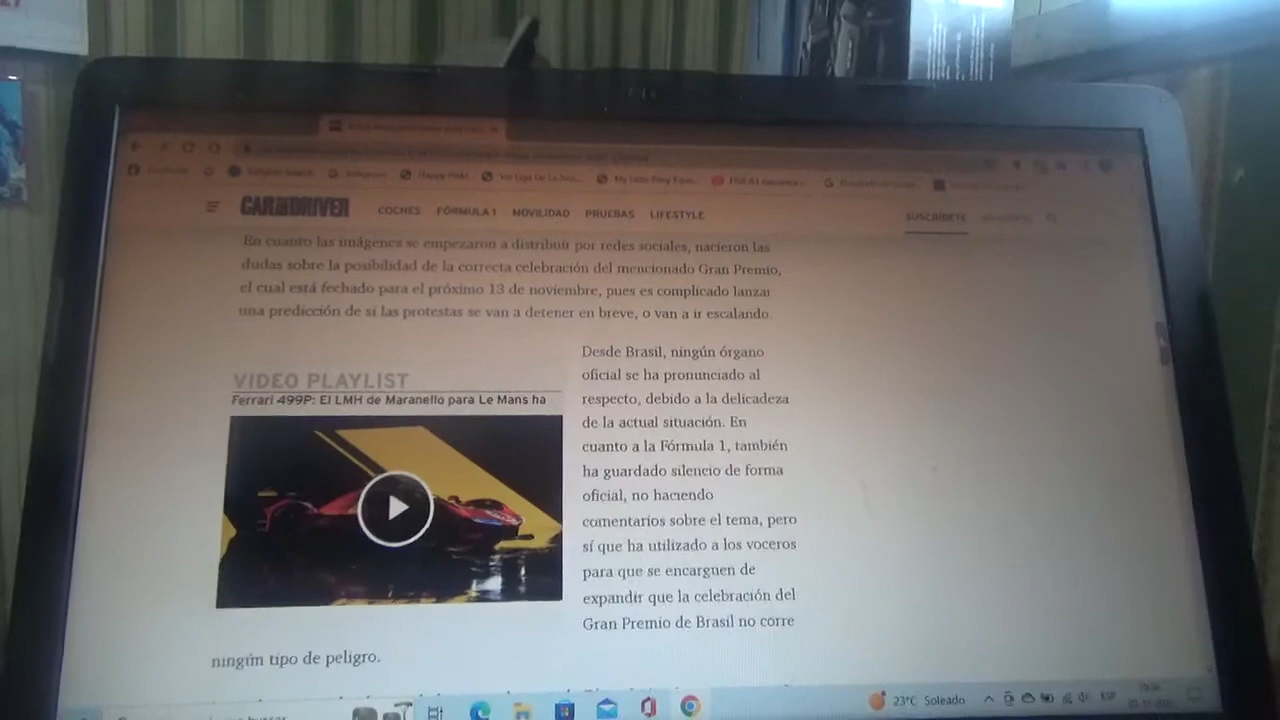 Happy Pinki
CAR AND DRIVER
COCHES FÓRMULA 1 MOVILIDAD PRUEBAS LIFESTYLE
SUSCRÍBETE
En cuanto las imágenes se empezaron a distribuir por redes sociales, nacieron las
dudas sobre la posibilidad de la correcta celebración del mencionado Gran Premio,
el cual está fechado para el próximo 13 de noviembre, pues es complicado lanzar
una predicción de si las protestas se van a detener en breve, o van a ir escalando.
VIDEO PLAYLIST
Ferrari 499P: El LMH de Maranello para Le Mans ha
Desde Brasil, ningún órgano
oficial se ha pronunciado al
respecto, debido a la delicadeza
de la actual situación. En
cuanto a la Fórmula 1, también
ha guardado silencio de forma
oficial, no haciendo
comentarios sobre el tema, pero
sí que ha utilizado a los voceros
para que se encarguen de
expandir que la celebración del
Gran Premio de Brasil no corre
ningún tipo de peligro.
23°C Soleado
ESP